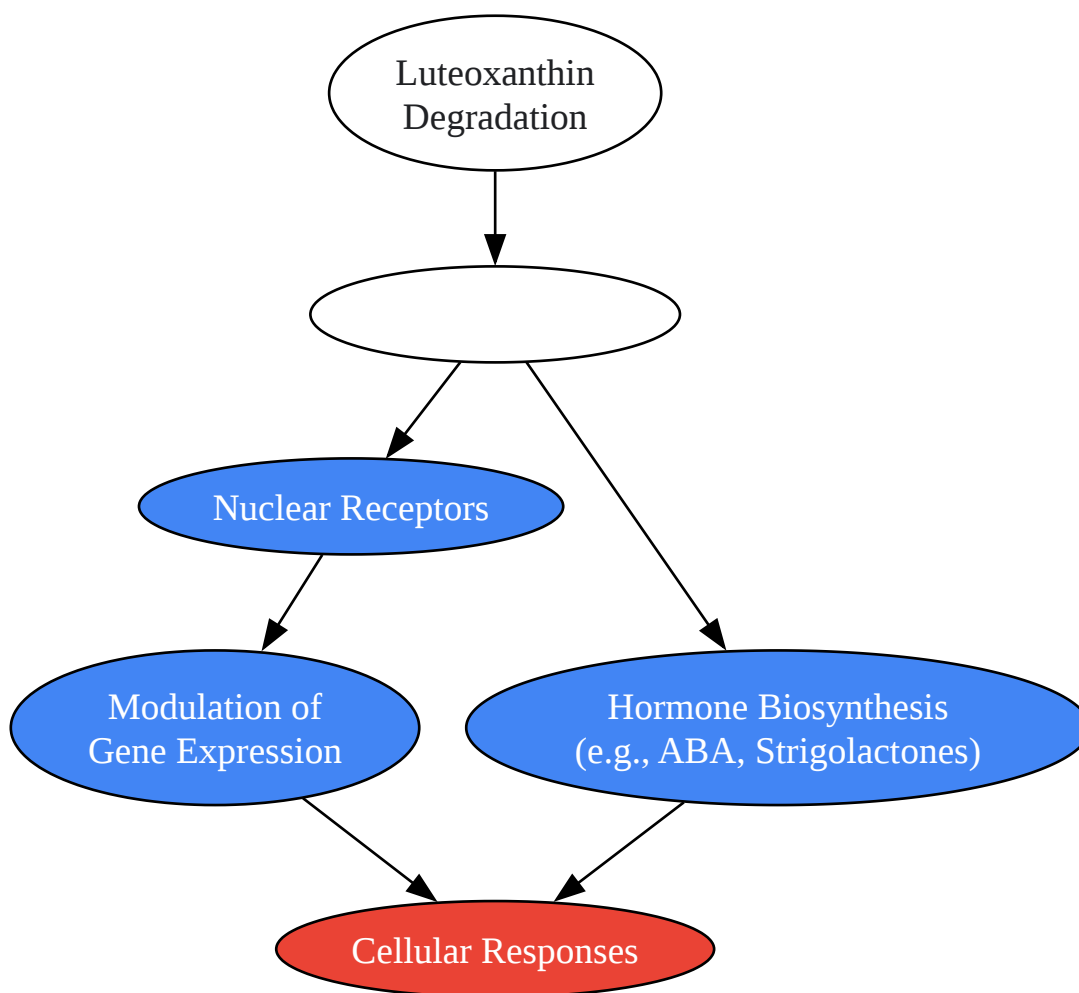 Luteoxanthin
Degradation
Nuclear Receptors
Modulation of
Gene Expression
Hormone Biosynthesis
(e.g., ABA, Strigolactones)
Cellular Responses